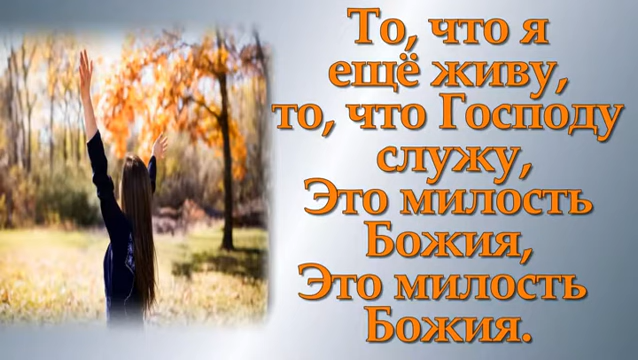 То, что я
ещё живу,
то, что Господу
служу,
Это милость
Божия,
Это милость
Божия.